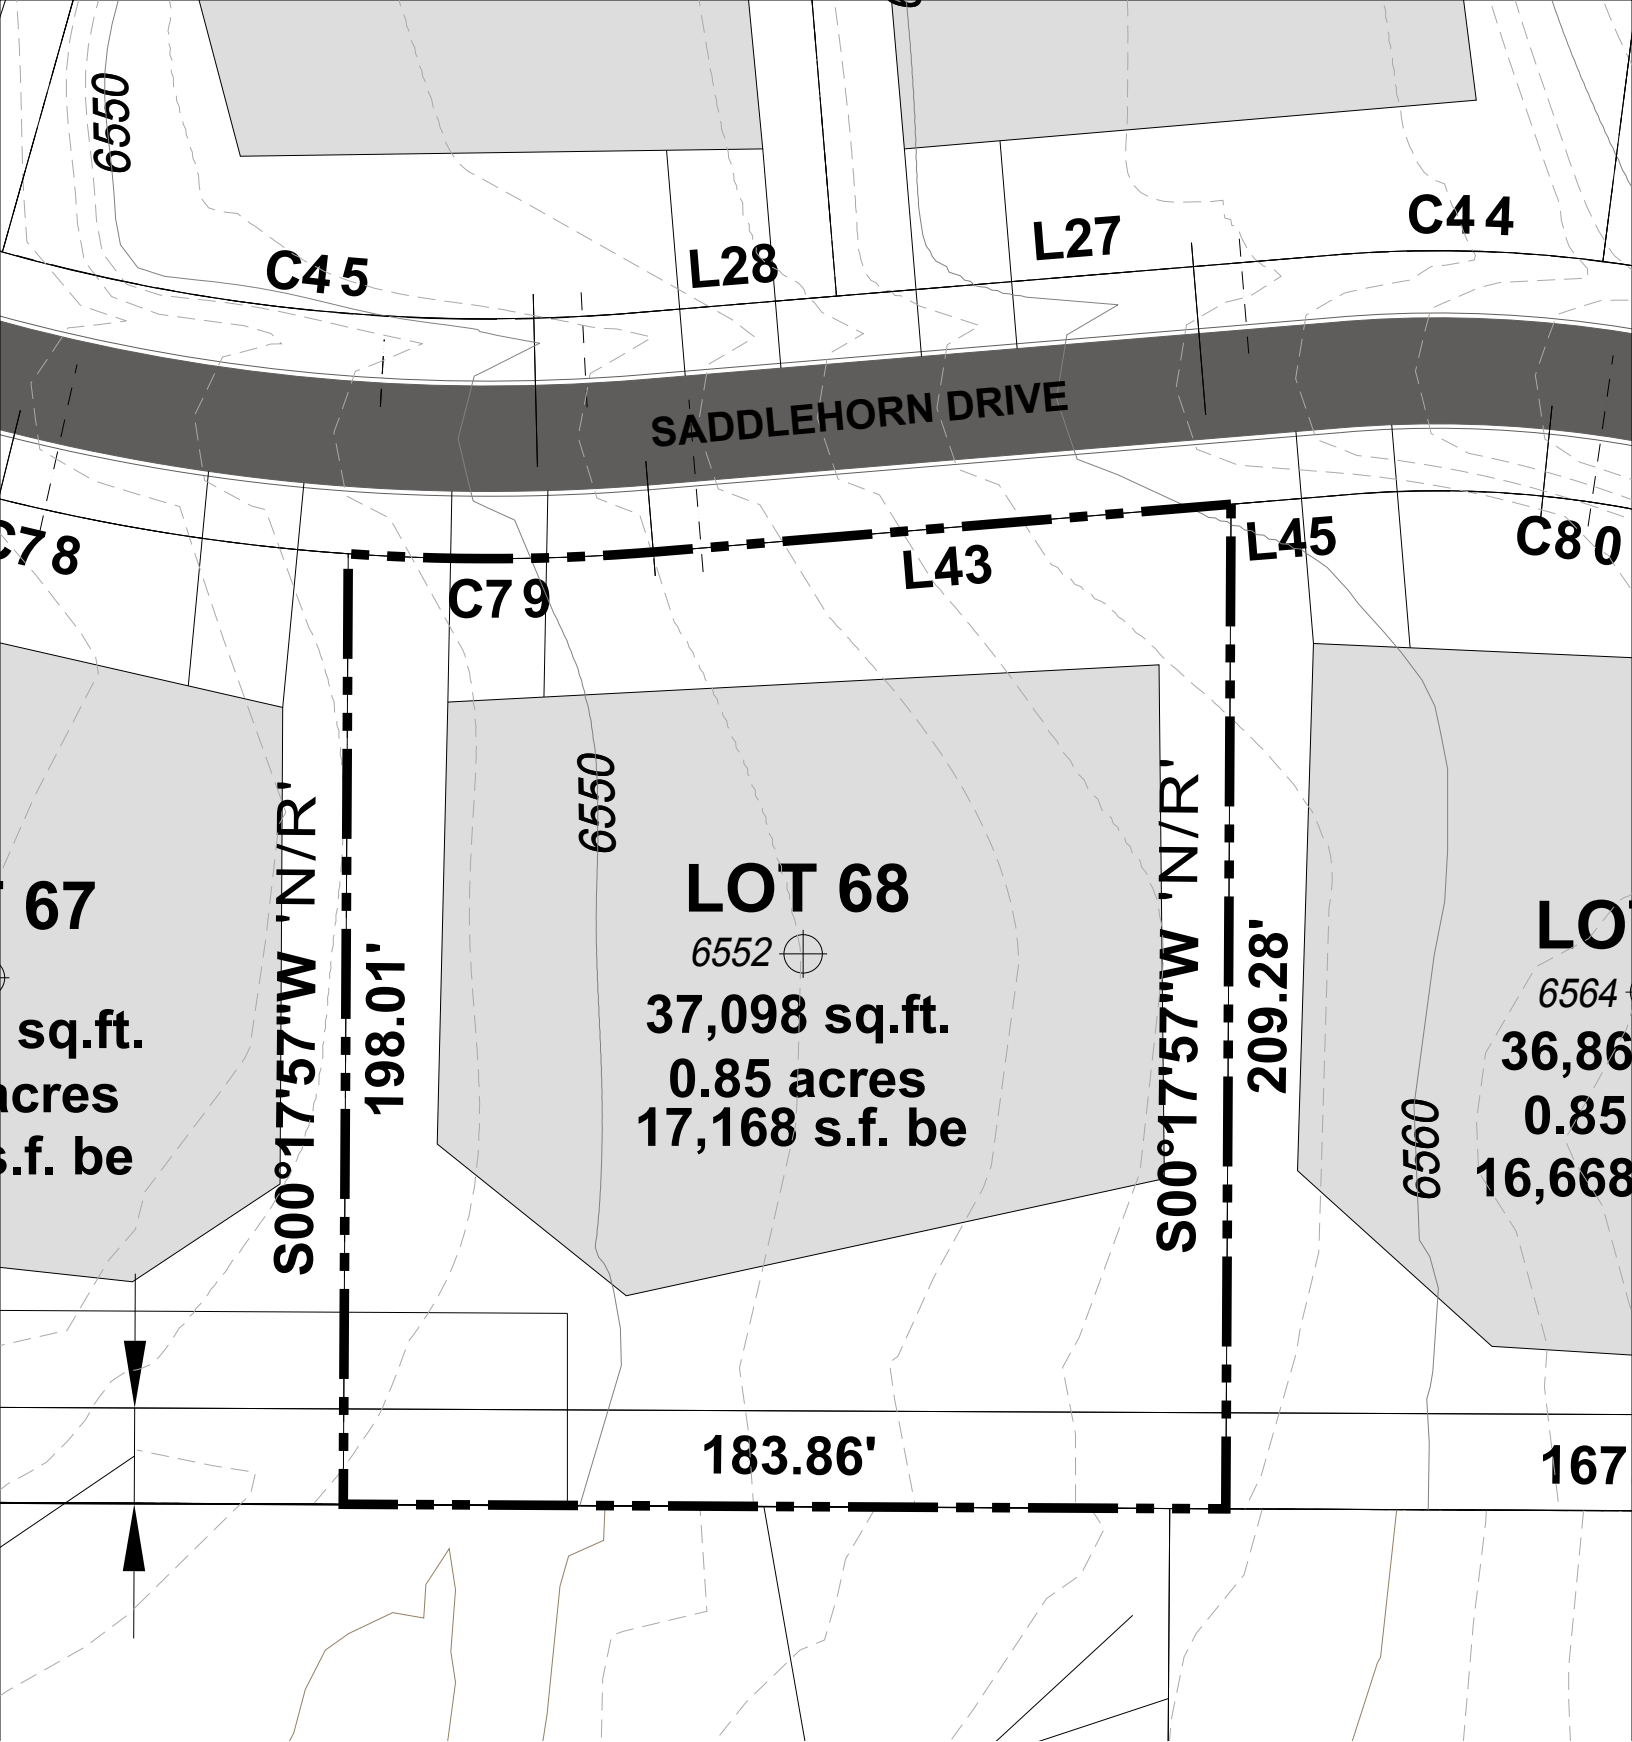 6550
C45
L28
L27
C44
SADDLEHORN DRIVE
C78
C79
L43
L45
C80
6550
LOT 68
6552
37,098 sq.ft.
0.85 acres
17,168 s.f. be
67
sq.ft.
s.f. be
S00°17'57"W 'N/R'
198.01'
S00°17'57"W 'N/R'
209.28'
6564
36,86
0.85
16,668
6560
183.86'
167